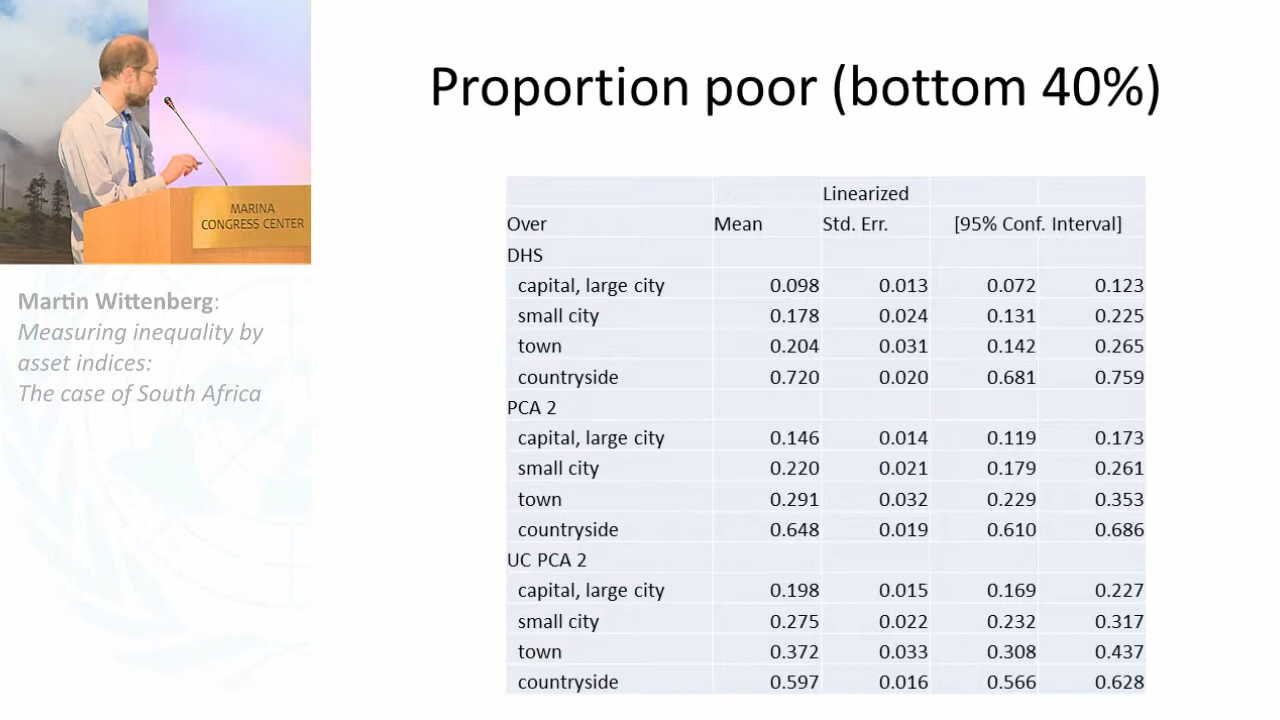 Proportion poor (bottom 40%)
MARINA
CONGRESS CENTER
Martin Wittenberg:
Measuring inequality by
asset indices:
The case of South Africa
Linearized
Over Mean Std. Err. [95% Conf. Interval]
DHS
capital, large city 0.098 0.013 0.072 0.123
small city 0.178 0.024 0.131 0.225
town 0.204 0.031 0.142 0.265
countryside 0.720 0.020 0.681 0.759
PCA 2
capital, large city 0.146 0.014 0.119 0.173
small city 0.220 0.021 0.179 0.261
town 0.291 0.032 0.229 0.353
countryside 0.648 0.019 0.610 0.686
UC PCA 2
capital, large city 0.198 0.015 0.169 0.227
small city 0.275 0.022 0.232 0.317
town 0.372 0.033 0.308 0.437
countryside 0.597 0.016 0.566 0.628